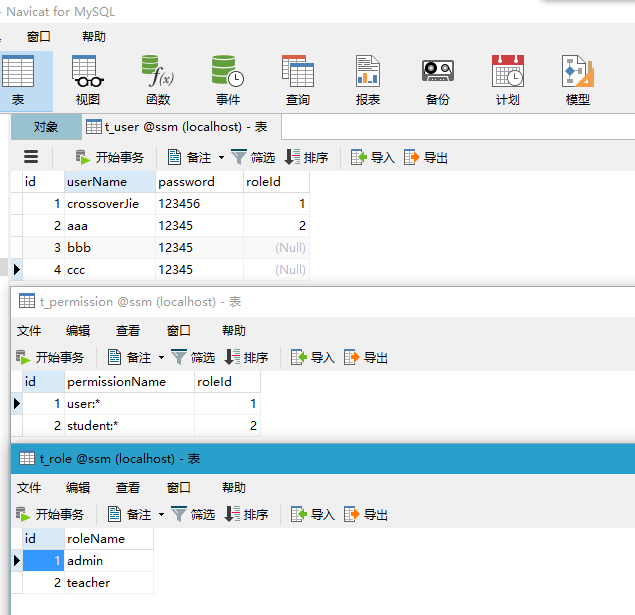 - Navicat for MySQL
窗口 帮助
表 视图 函数 事件 查询 报表 备份 计划 模型
对象 t_user @ssm (localhost) - 表
开始事务 备注 筛选 排序 导入 导出
id userName password roleId
1 crossoverJie 123456 1
2 aaa 12345 2
3 bbb 12345 (Null)
4 ccc 12345 (Null)
t_permission @ssm (localhost) - 表
文件 编辑 查看 窗口 帮助
开始事务 备注 筛选 排序 导入 导出
id permissionName roleId
1 user:* 1
2 student:* 2
t_role @ssm (localhost) - 表
文件 编辑 查看 窗口 帮助
开始事务 备注 筛选 排序 导入 导出
id roleName
1 admin
2 teacher